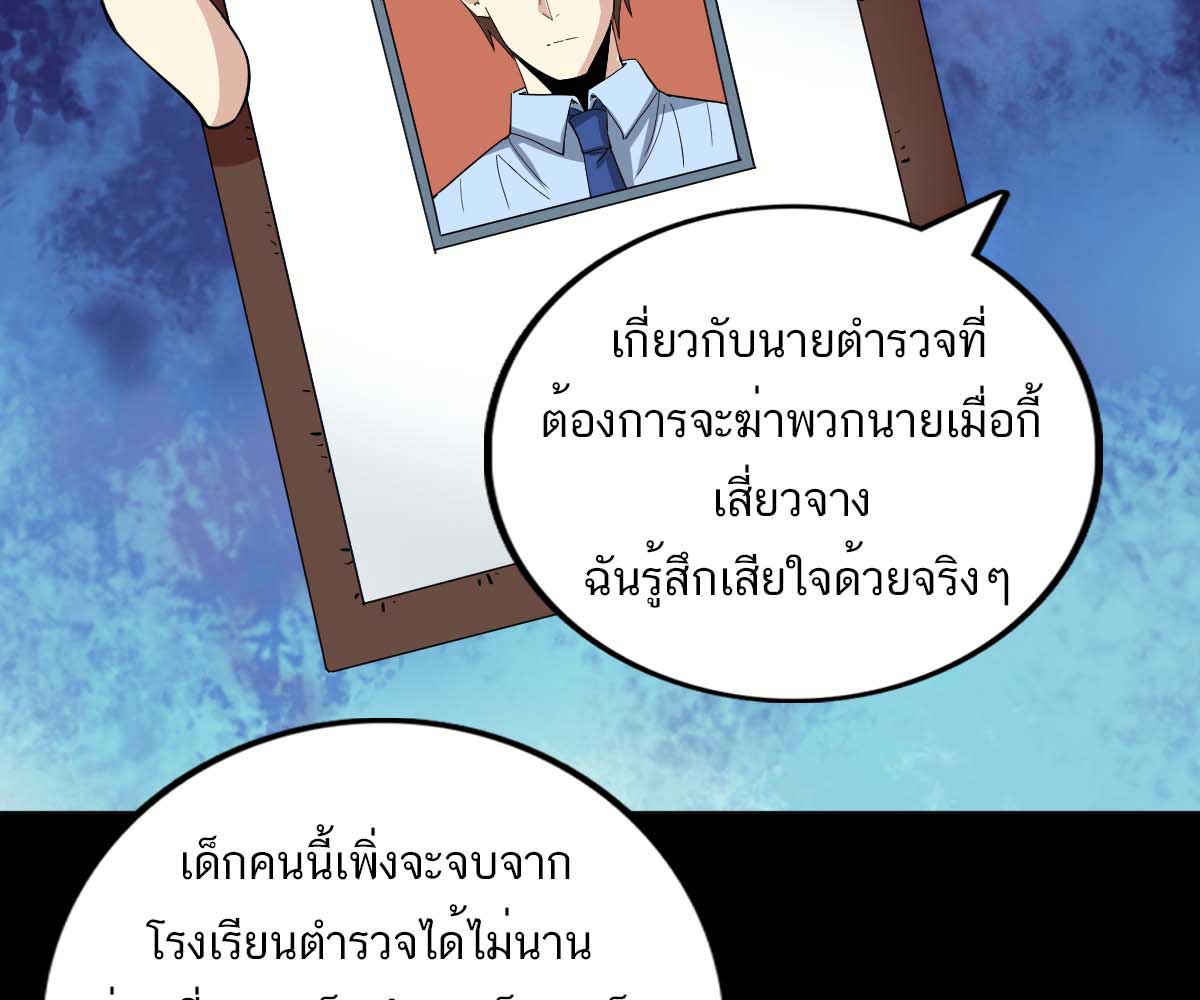 เกี่ยวกับนายตำรวจที่
ต้องการจะฆ่าพวกนายเมื่อกี้
เสี่ยวจาง
ฉันรู้สึกเสียใจด้วยจริงๆ
เด็กคนนี้เพิ่งจะจบจาก
โรงเรียนตำรวจได้ไม่นาน